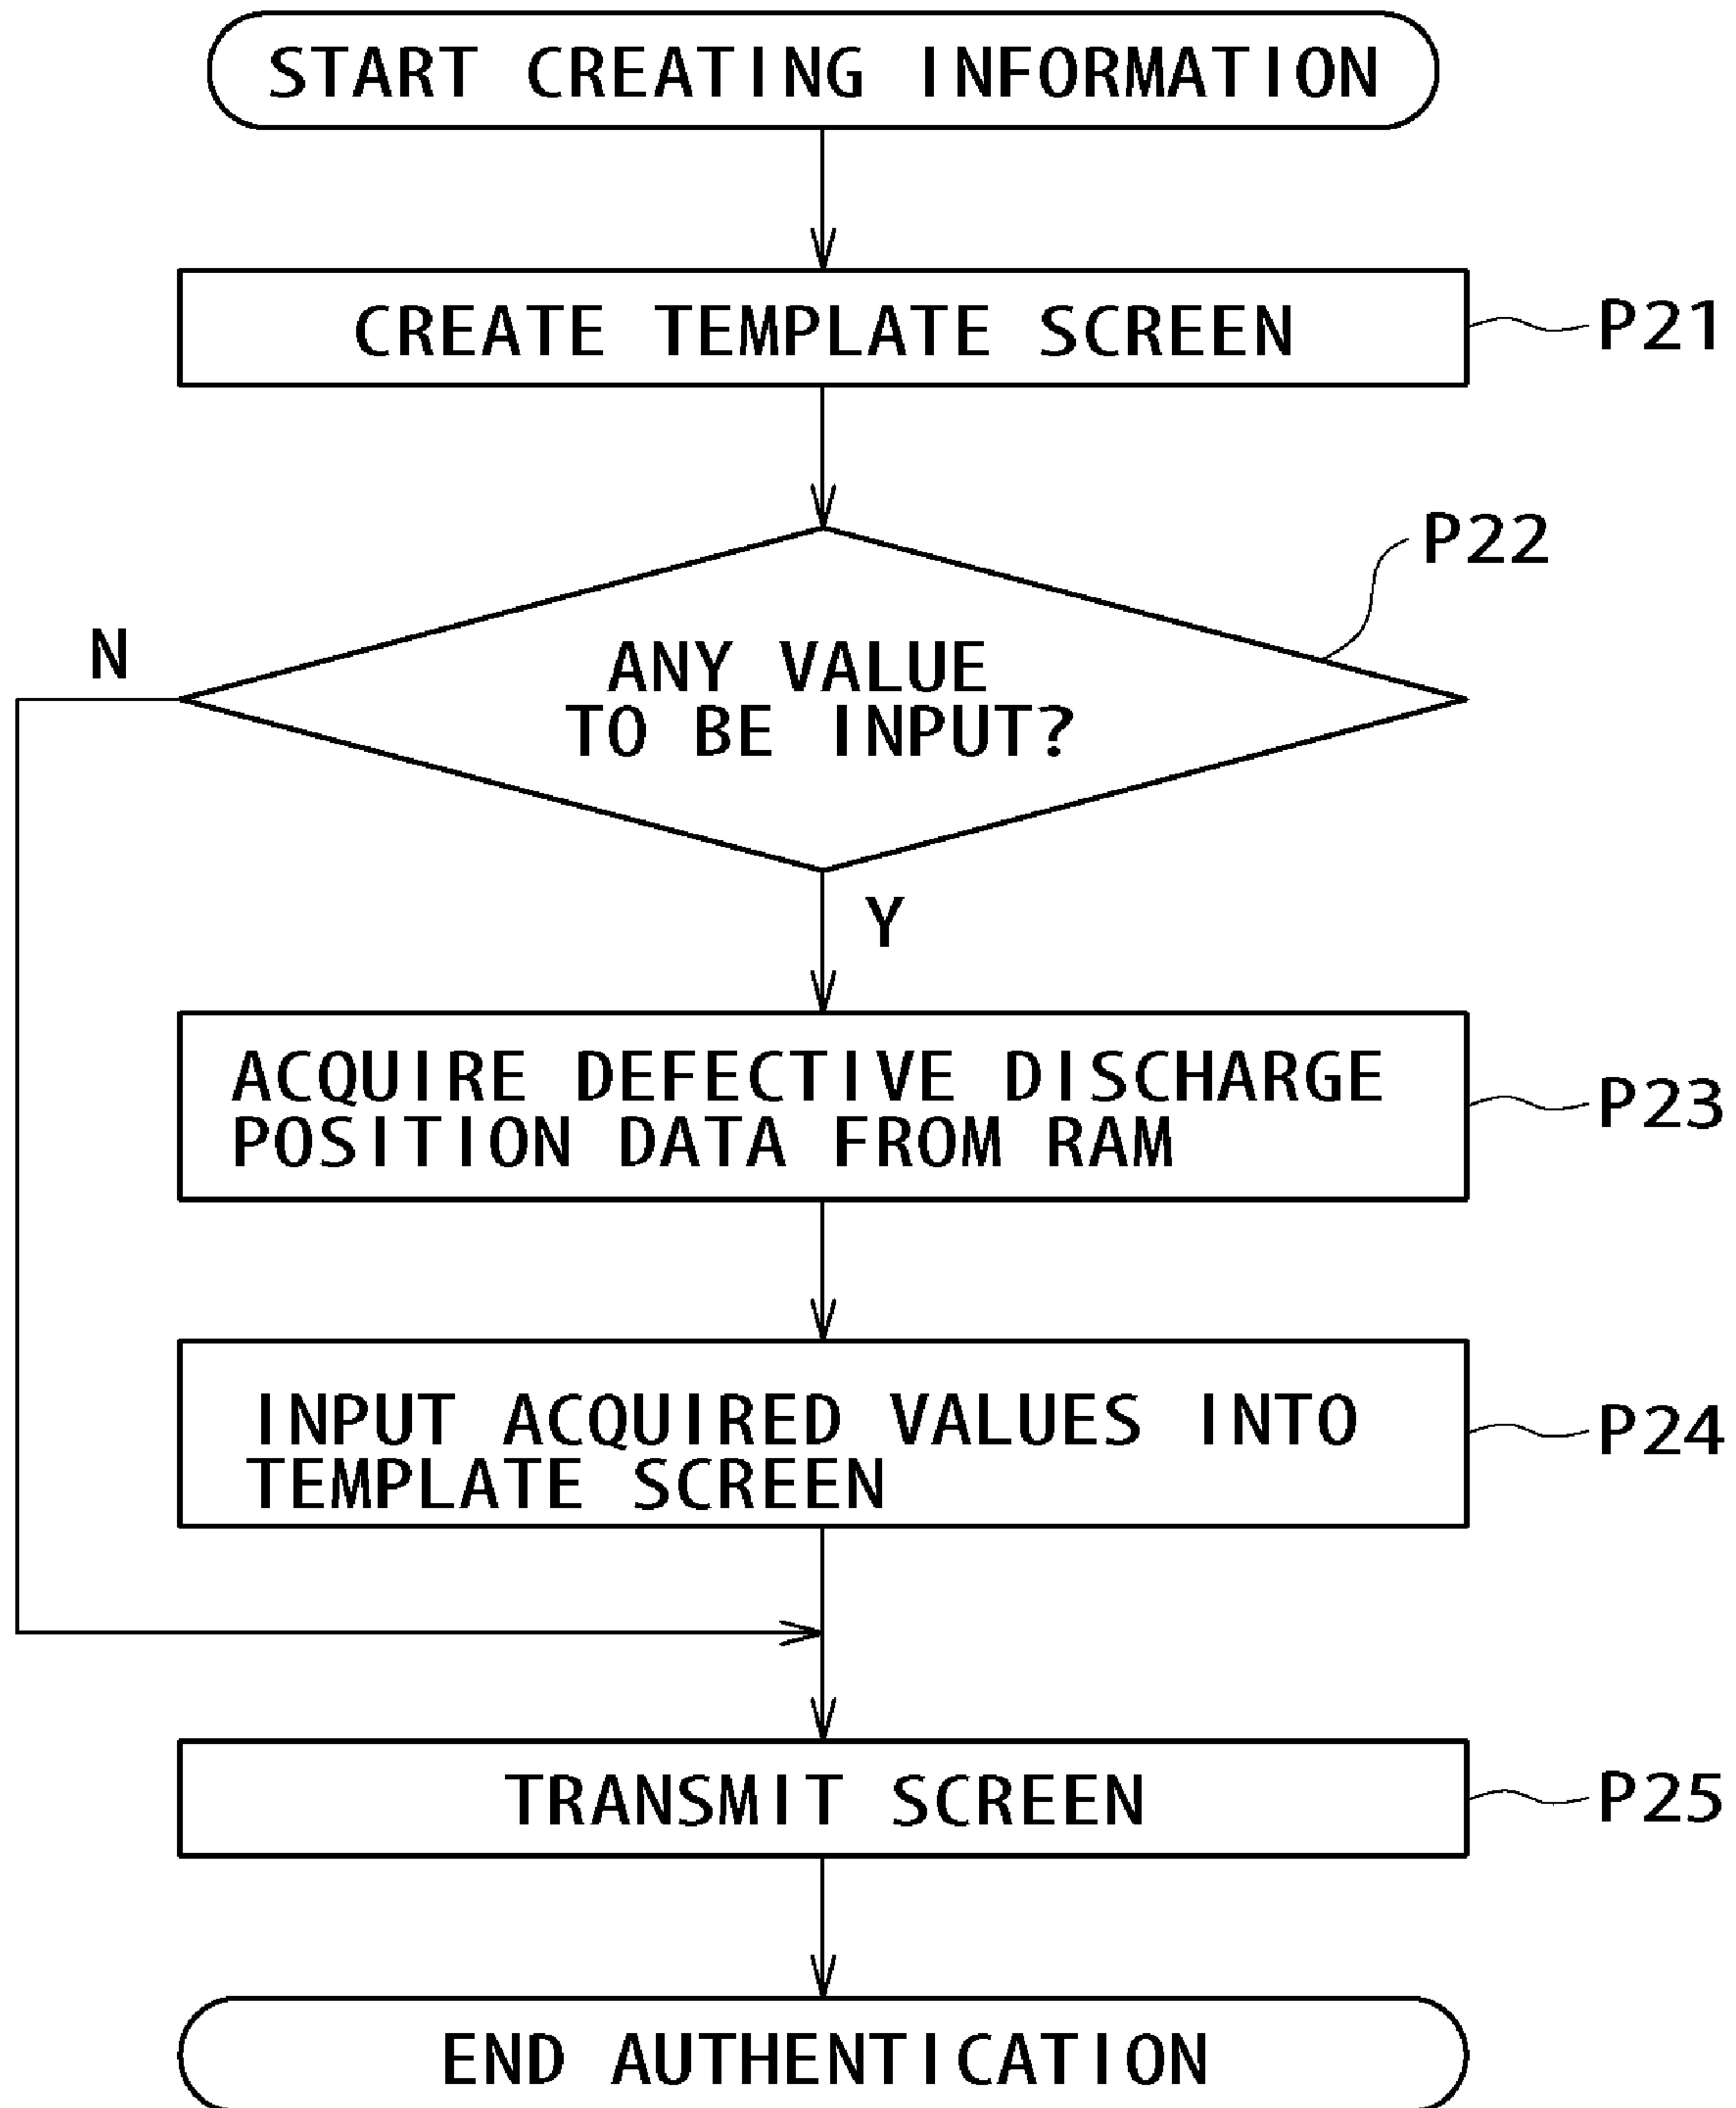 START CREATING INFORMATION
CREATE TEMPLATE SCREEN
P21
P22
N
ANY VALUE
TO BE INPUT?
Y
ACQUIRE DEFECTIVE DISCHARGE
POSITION DATA FROM RAM
P23
INPUT ACQUIRED VALUES INTO
TEMPLATE SCREEN
P24
TRANSMIT SCREEN
P25
END AUTHENTICATION